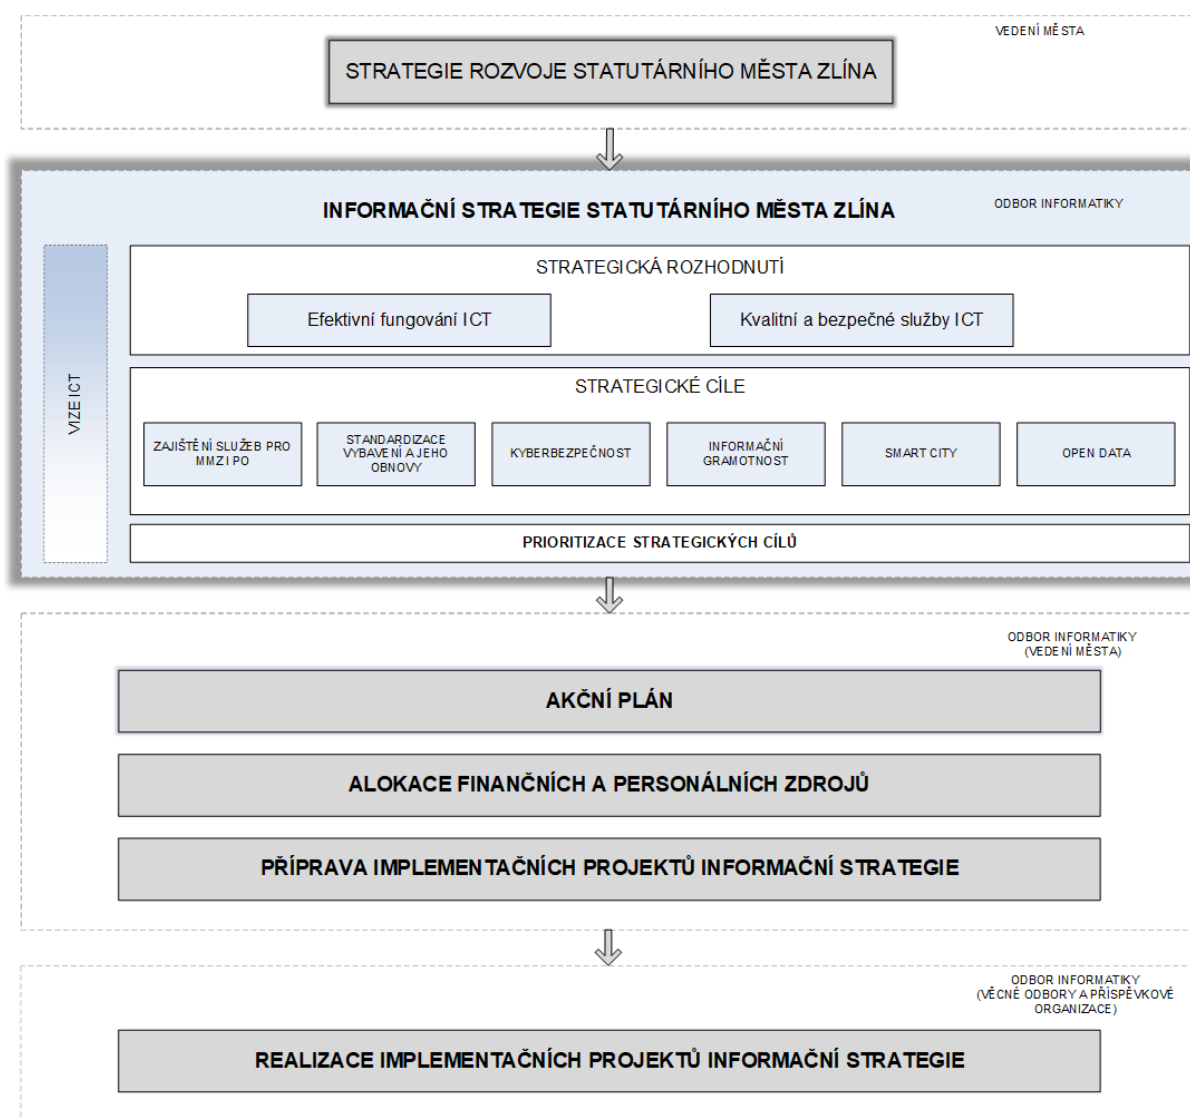 VEDENÍ MĚSTA
STRATEGIE ROZVOJE STATUTÁRNÍHO MĚSTA ZLÍNA
INFORMAČNÍ STRATEGIE STATUTÁRNÍHO MĚSTA ZLÍNA
ODBOR INFORMATIKY
VIZE ICT
STRATEGICKÁ ROZHODNUTÍ
Efektivní fungování ICT
Kvalitní a bezpečné služby ICT
STRATEGICKÉ CÍLE
ZAJIŠTĚNÍ SLUŽEB PRO
MMZ I PO
STANDARDIZACE
VYBAVENÍ A JEHO
OBNOVY
KYBERBEZPEČNOST
INFORMAČNÍ
GRAMOTNOST
SMART CITY
OPEN DATA
PRIORITIZACE STRATEGICKÝCH CÍLŮ
ODBOR INFORMATIKY
(VEDENÍ MĚSTA)
AKČNÍ PLÁN
ALOKACE FINANČNÍCH A PERSONÁLNÍCH ZDROJŮ
PŘÍPRAVA IMPLEMENTAČNÍCH PROJEKTŮ INFORMAČNÍ STRATEGIE
ODBOR INFORMATIKY
(VĚCNÉ ODBORY A PŘÍSPĚVKOVÉ
ORGANIZACE)
REALIZACE IMPLEMENTAČNÍCH PROJEKTŮ INFORMAČNÍ STRATEGIE